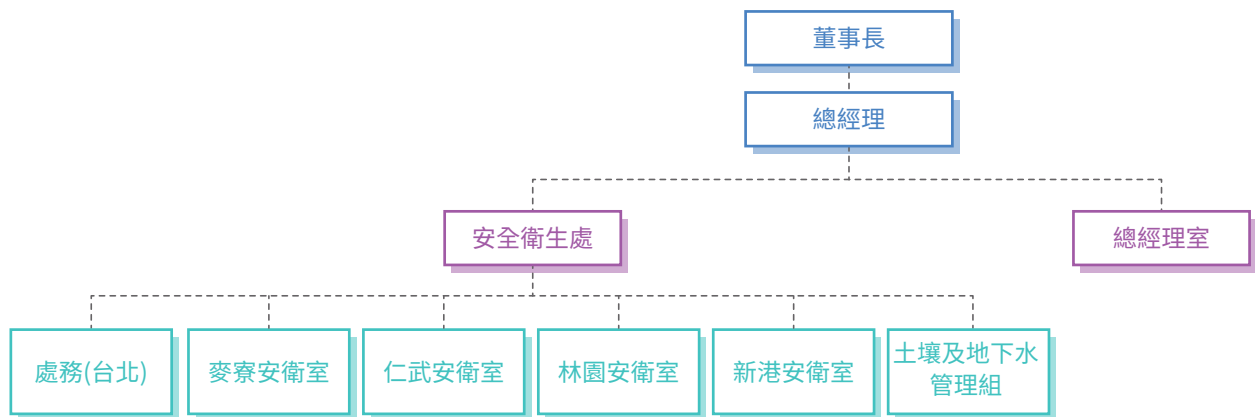 董事長
總經理
安全衛生處
總經理室
處務(台北)
麥寮安衛室
仁武安衛室
林園安衛室
新港安衛室
土壤及地下水
管理組